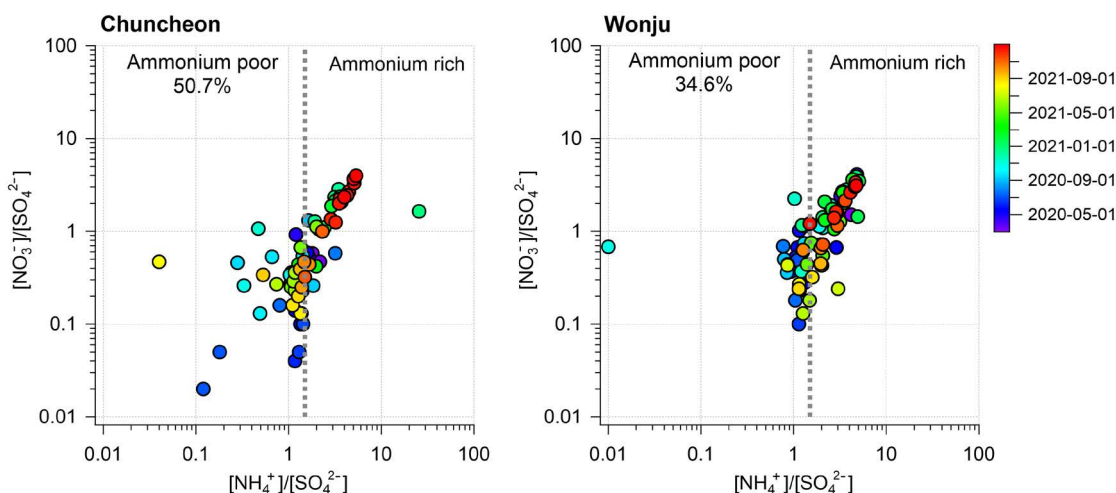 Chuncheon
Wonju
Ammonium poor
50.7%
Ammonium rich
Ammonium poor
34.6%
Ammonium rich
100
10
1
0.1
0.01
[NO₃⁻]/[SO₄²⁻]
0.01
0.1
1
10
100
[NH₄⁺]/[SO₄²⁻]
100
10
1
0.1
0.01
[NO₃⁻]/[SO₄²⁻]
0.01
0.1
1
10
100
[NH₄⁺]/[SO₄²⁻]
2021-09-01
2021-05-01
2021-01-01
2020-09-01
2020-05-01